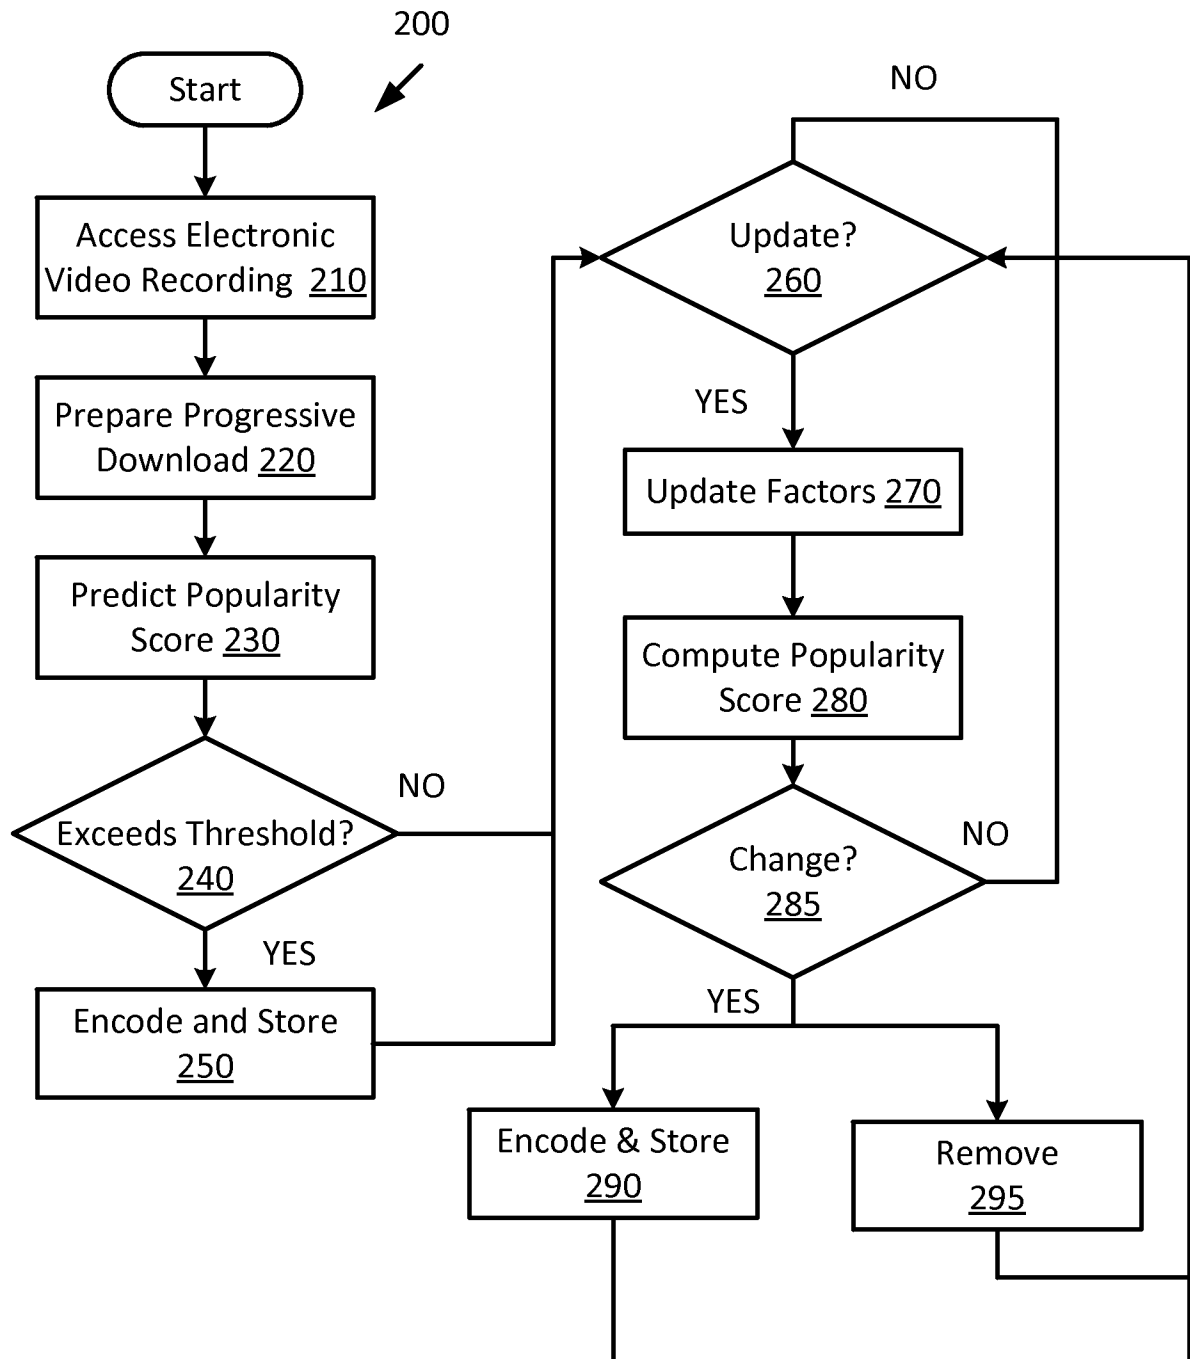 200
Start
Access Electronic
Video Recording 210
Prepare Progressive
Download 220
Predict Popularity
Score 230
NO
Exceeds Threshold?
240
YES
Encode and Store
250
NO
Update?
260
YES
Update Factors 270
Compute Popularity
Score 280
NO
Change?
285
YES
Encode & Store
290
Remove
295